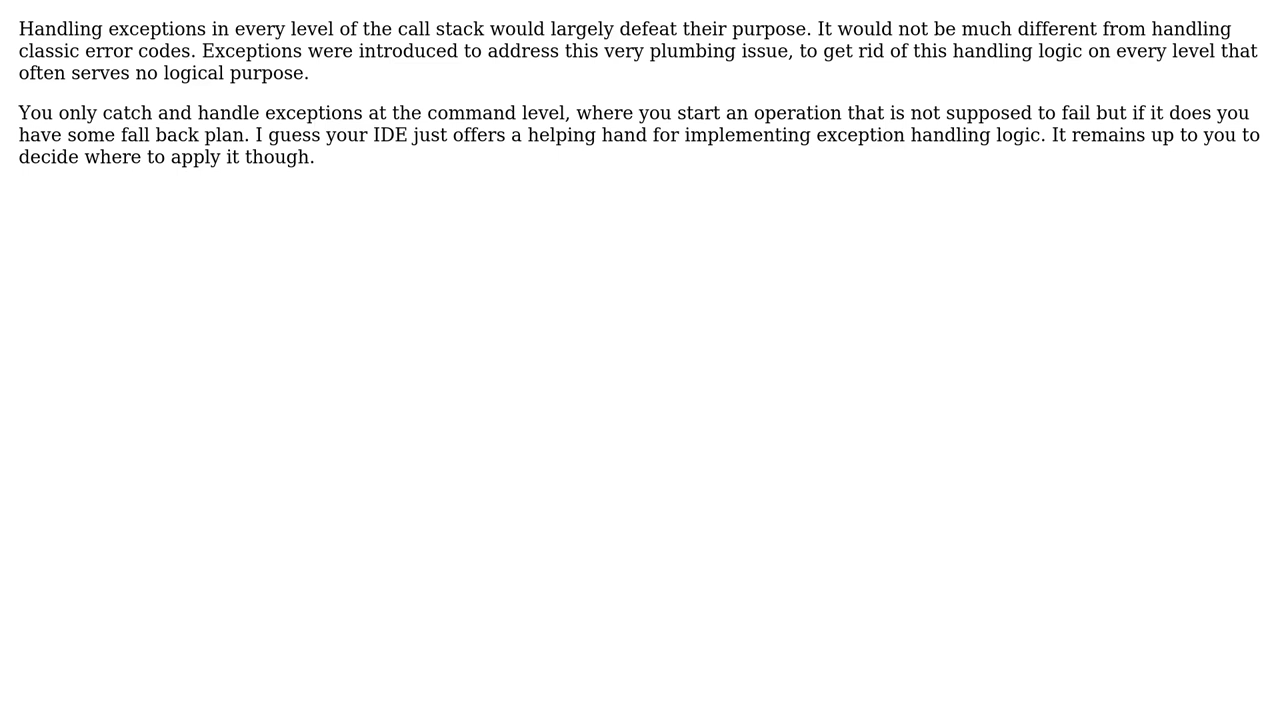 Handling exceptions in every level of the call stack would largely defeat their purpose. It would not be much different from handling
classic error codes. Exceptions were introduced to address this very plumbing issue, to get rid of this handling logic on every level that
often serves no logical purpose.
You only catch and handle exceptions at the command level, where you start an operation that is not supposed to fail but if it does you
have some fall back plan. I guess your IDE just offers a helping hand for implementing exception handling logic. It remains up to you to
decide where to apply it though.